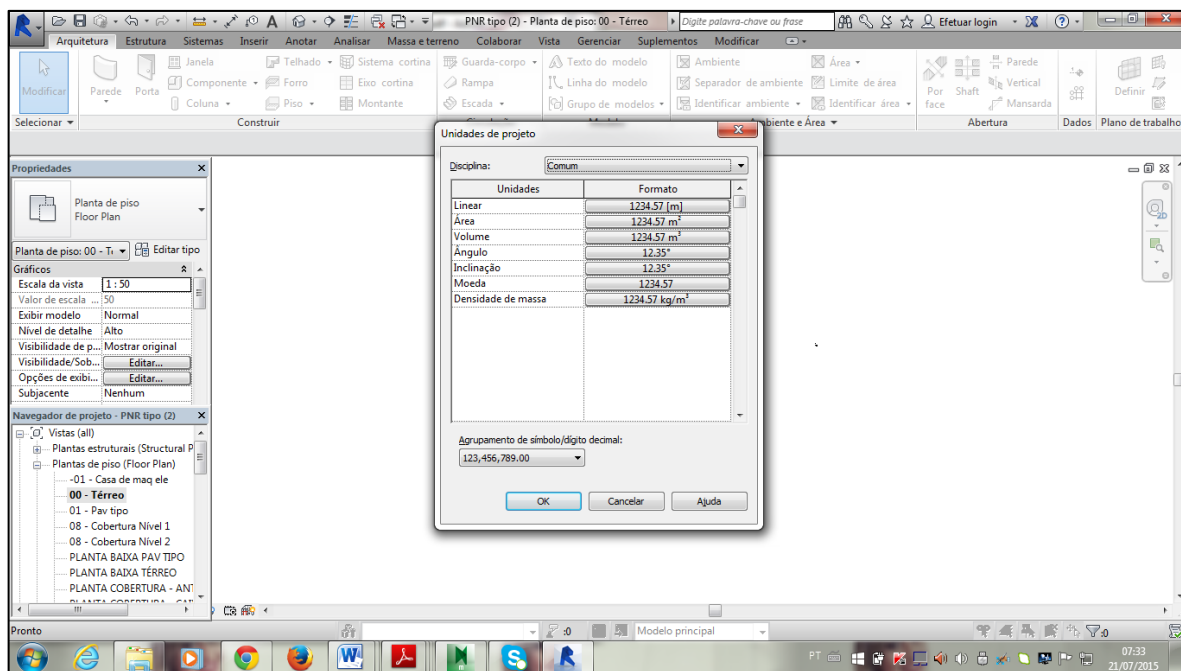 PNR tipo (2) - Planta de piso: 00 - Térreo
Digite palavra-chave ou frase
Efetuar login
Arquitetura Estrutura Sistemas Inserir Anotar Analisar Massa e terreno Colaborar Vista Gerenciar Suplementos Modificar
Modificar
Parede
Porta
Janela
Componente
Coluna
Telhado
Forro
Piso
Sistema cortina
Eixo cortina
Montante
Guarda-corpo
Rampa
Escada
Texto do modelo
Linha do modelo
Grupo de modelos
Ambiente
Separador de ambiente
Identificar ambiente
Área
Limite de área
Identificar área
Por face
Shaft
Parede
Vertical
Mansarda
Definir
Selecionar
Construir
biente e Área
Abertura
Dados
Plano de trabalho
Propriedades
Planta de piso
Floor Plan
Planta de piso: 00 - T
Editar tipo
Gráficos
Escala da vista 1 : 50
Valor de escala ... 50
Exibir modelo Normal
Nível de detalhe Alto
Visibilidade de p... Mostrar original
Visibilidade/Sob... Editar...
Opções de exibi... Editar...
Subjacente Nenhum
Navegador de projeto - PNR tipo (2)
Vistas (all)
Plantas estruturais (Structural P
Plantas de piso (Floor Plan)
-01 - Casa de maq ele
00 - Térreo
01 - Pav tipo
08 - Cobertura Nível 1
08 - Cobertura Nível 2
PLANTA BAIXA PAV TIPO
PLANTA BAIXA TÉRREO
PLANTA COBERTURA - ANT
Unidades de projeto
Disciplina: Comum
Unidades Formato
Linear 1234.57 [m]
Área 1234.57 m²
Volume 1234.57 m³
Ângulo 12.35°
Inclinação 12.35°
Moeda 1234.57
Densidade de massa 1234.57 kg/m³
Agrupamento de símbolo/dígito decimal:
123,456,789.00
OK Cancelar Ajuda
2D
Pronto
:0
Modelo principal
:0
PT
07:33
21/07/2015